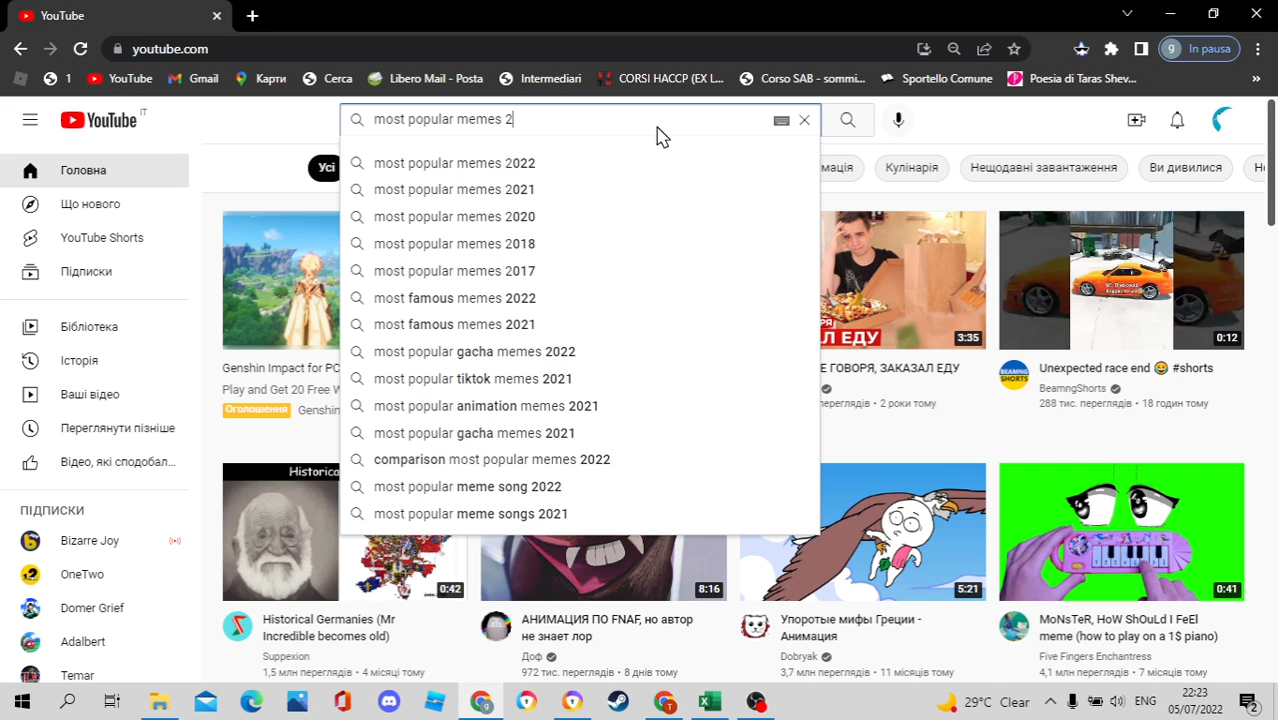 YouTube
youtube.com
In pausa
1
YouTube
Gmail
Карти
Cerca
Libero Mail - Posta
Intermediari
CORSI HACCP (EX L...
Corso SAB - sommi...
Sportello Comune
Poesia di Taras Shev...
YouTube IT
most popular memes 2
most popular memes 2022
most popular memes 2021
most popular memes 2020
most popular memes 2018
most popular memes 2017
most famous memes 2022
most famous memes 2021
most popular gacha memes 2022
most popular tiktok memes 2021
most popular animation memes 2021
most popular gacha memes 2021
comparison most popular memes 2022
most popular meme song 2022
most popular meme songs 2021
Усі
мація
Кулінарія
Нещодавні завантаження
Ви дивилися
Головна
Що нового
YouTube Shorts
Підписки
Бібліотека
Історія
Ваші відео
Переглянути пізніше
Відео, які сподобал...
ПІДПИСКИ
Bizarre Joy
OneTwo
Domer Grief
Adalbert
Temar
Genshin Impact for PC
Play and Get 20 Free W
Оголошення Genshin
Л ЕДУ
3:35
Е ГОВОРЯ, ЗАКАЗАЛ ЕДУ
переглядів • 2 роки тому
0:12
Unexpected race end 😂 #shorts
BeamngShorts
288 тис. переглядів • 18 годин тому
Historical
0:42
Historical Germanies (Mr
Incredible becomes old)
Suppexion
1,5 млн переглядів • 4 місяці тому
8:16
АНИМАЦИЯ ПО FNAF, но автор
не знает лор
Доф
972 тис. переглядів • 8 днів тому
5:21
Упоротые мифы Греции -
Анимация
Dobryak
3,7 млн переглядів • 11 місяців тому
0:41
MoNsTeR, HoW ShOuLd I FeEl
meme (how to play on a 1$ piano)
Five Fingers Enchantress
4,1 млн переглядів • 7 місяців тому
29°C Clear
ENG
22:23
05/07/2022
2